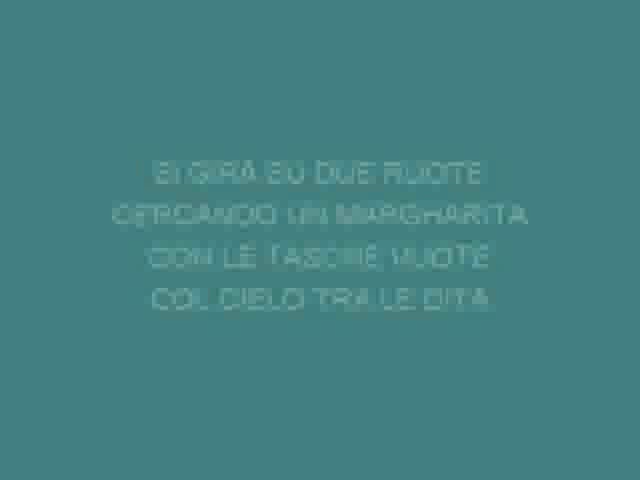 SI GIRA SU DUE RUOTE
CERCANDO UN MARGHARITA
CON LE TASCHE VUOTE
COL CIELO TRA LE DITA